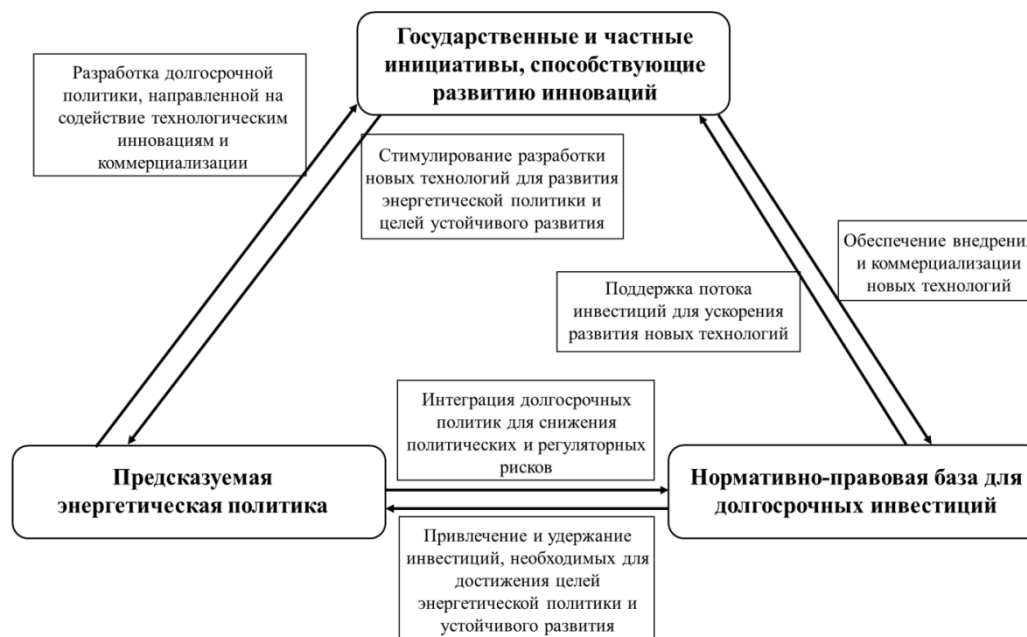 Государственные и частные
инициативы, способствующие
развитию инноваций
Разработка долгосрочной
политики, направленной на
содействие технологическим
инновациям и
коммерциализации
Стимулирование разработки
новых технологий для развития
энергетической политики и
целей устойчивого развития
Обеспечение внедрения
и коммерциализации
новых технологий
Поддержка потока
инвестиций для ускорения
развития новых технологий
Интеграция долгосрочных
политик для снижения
политических и регуляторных
рисков
Предсказуемая
энергетическая политика
Нормативно-правовая база для
долгосрочных инвестиций
Привлечение и удержание
инвестиций, необходимых для
достижения целей
энергетической политики и
устойчивого развития